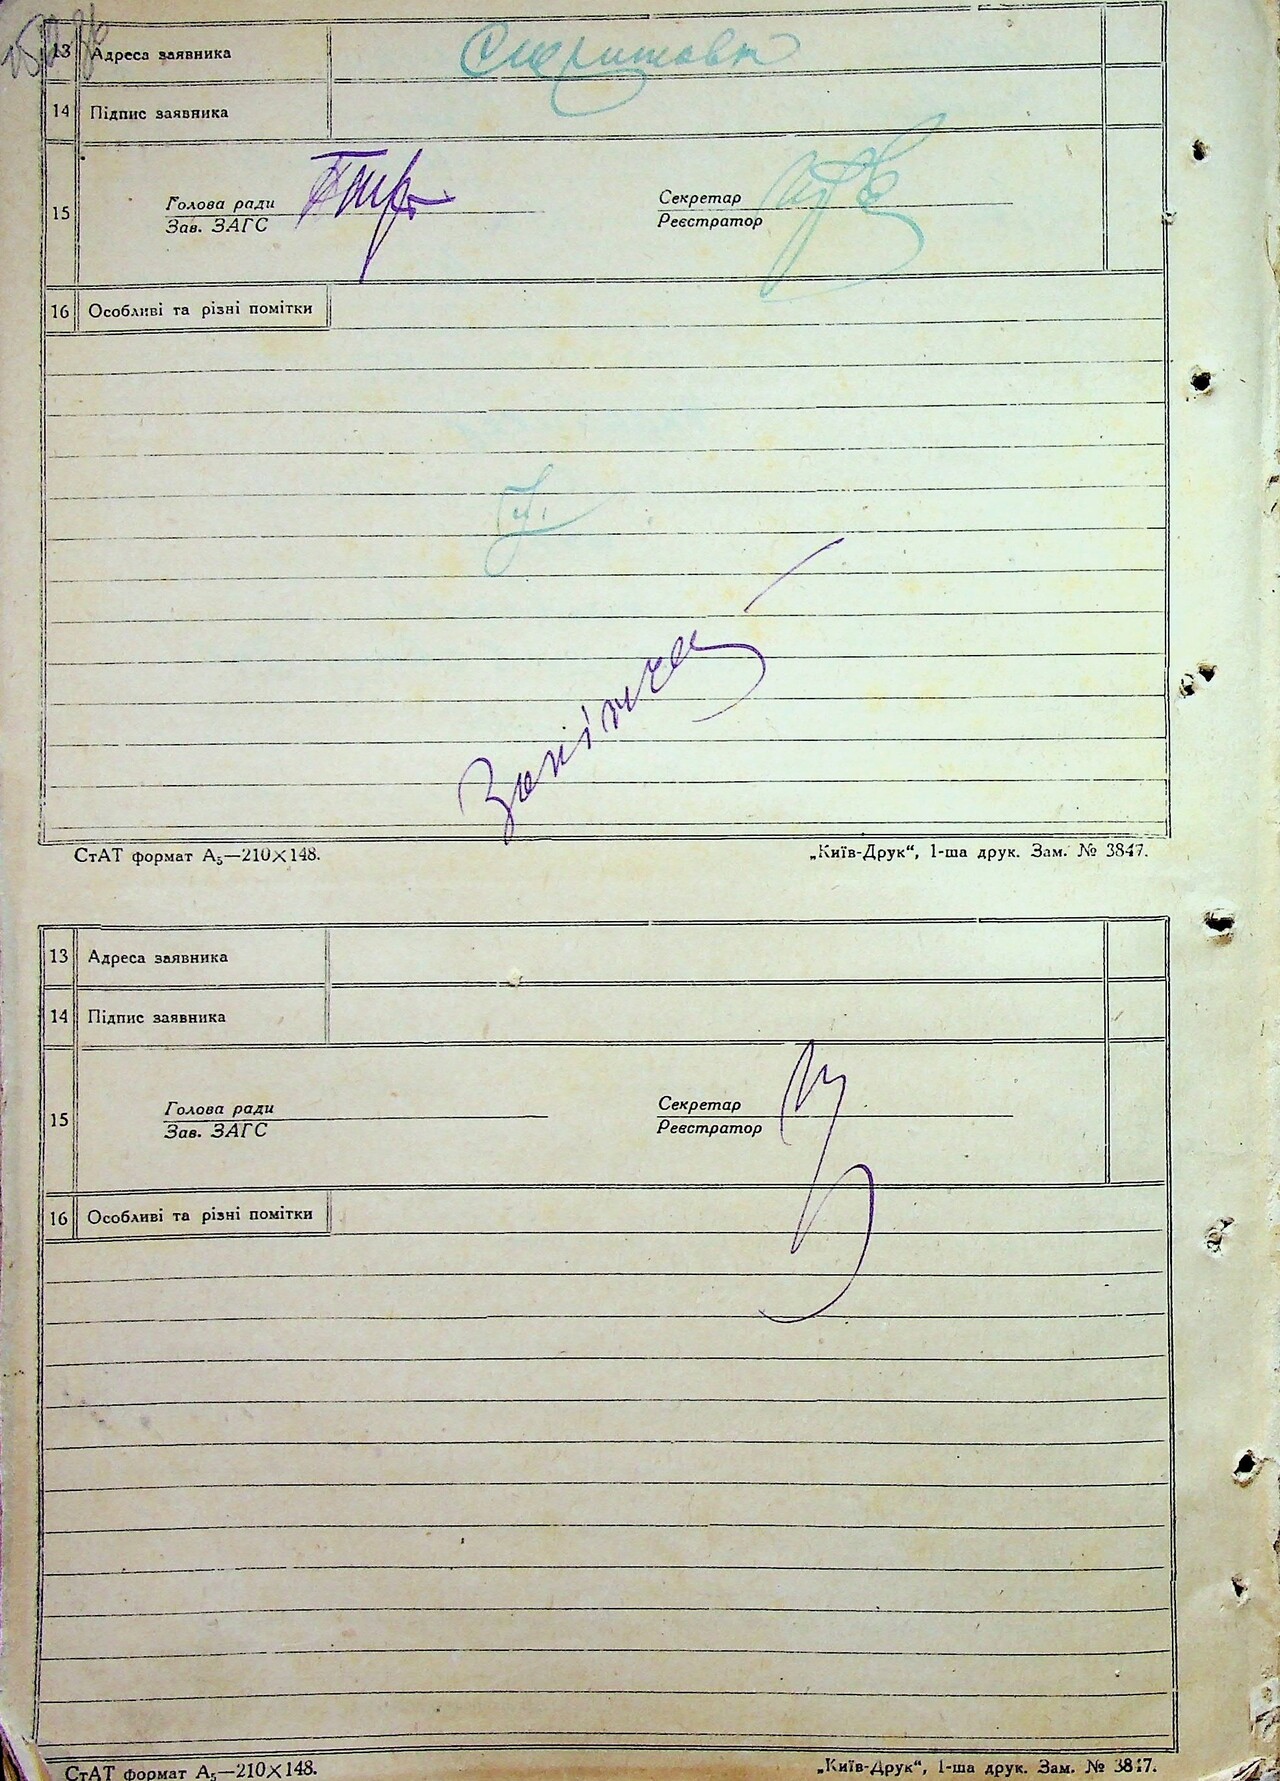 13 Адреса заявника
14 Підпис заявника
15 Голова ради Секретар
Зав. ЗАГС Реєстратор
16 Особливі та різні помітки
СтАТ формат А₅—210×148. „Київ-Друк“, 1-ша друк. Зам. № 3847.
13 Адреса заявника
14 Підпис заявника
15 Голова ради Секретар
Зав. ЗАГС Реєстратор
16 Особливі та різні помітки
СтАТ формат А₅—210×148. „Київ-Друк“, 1-ша друк. Зам. № 3847.